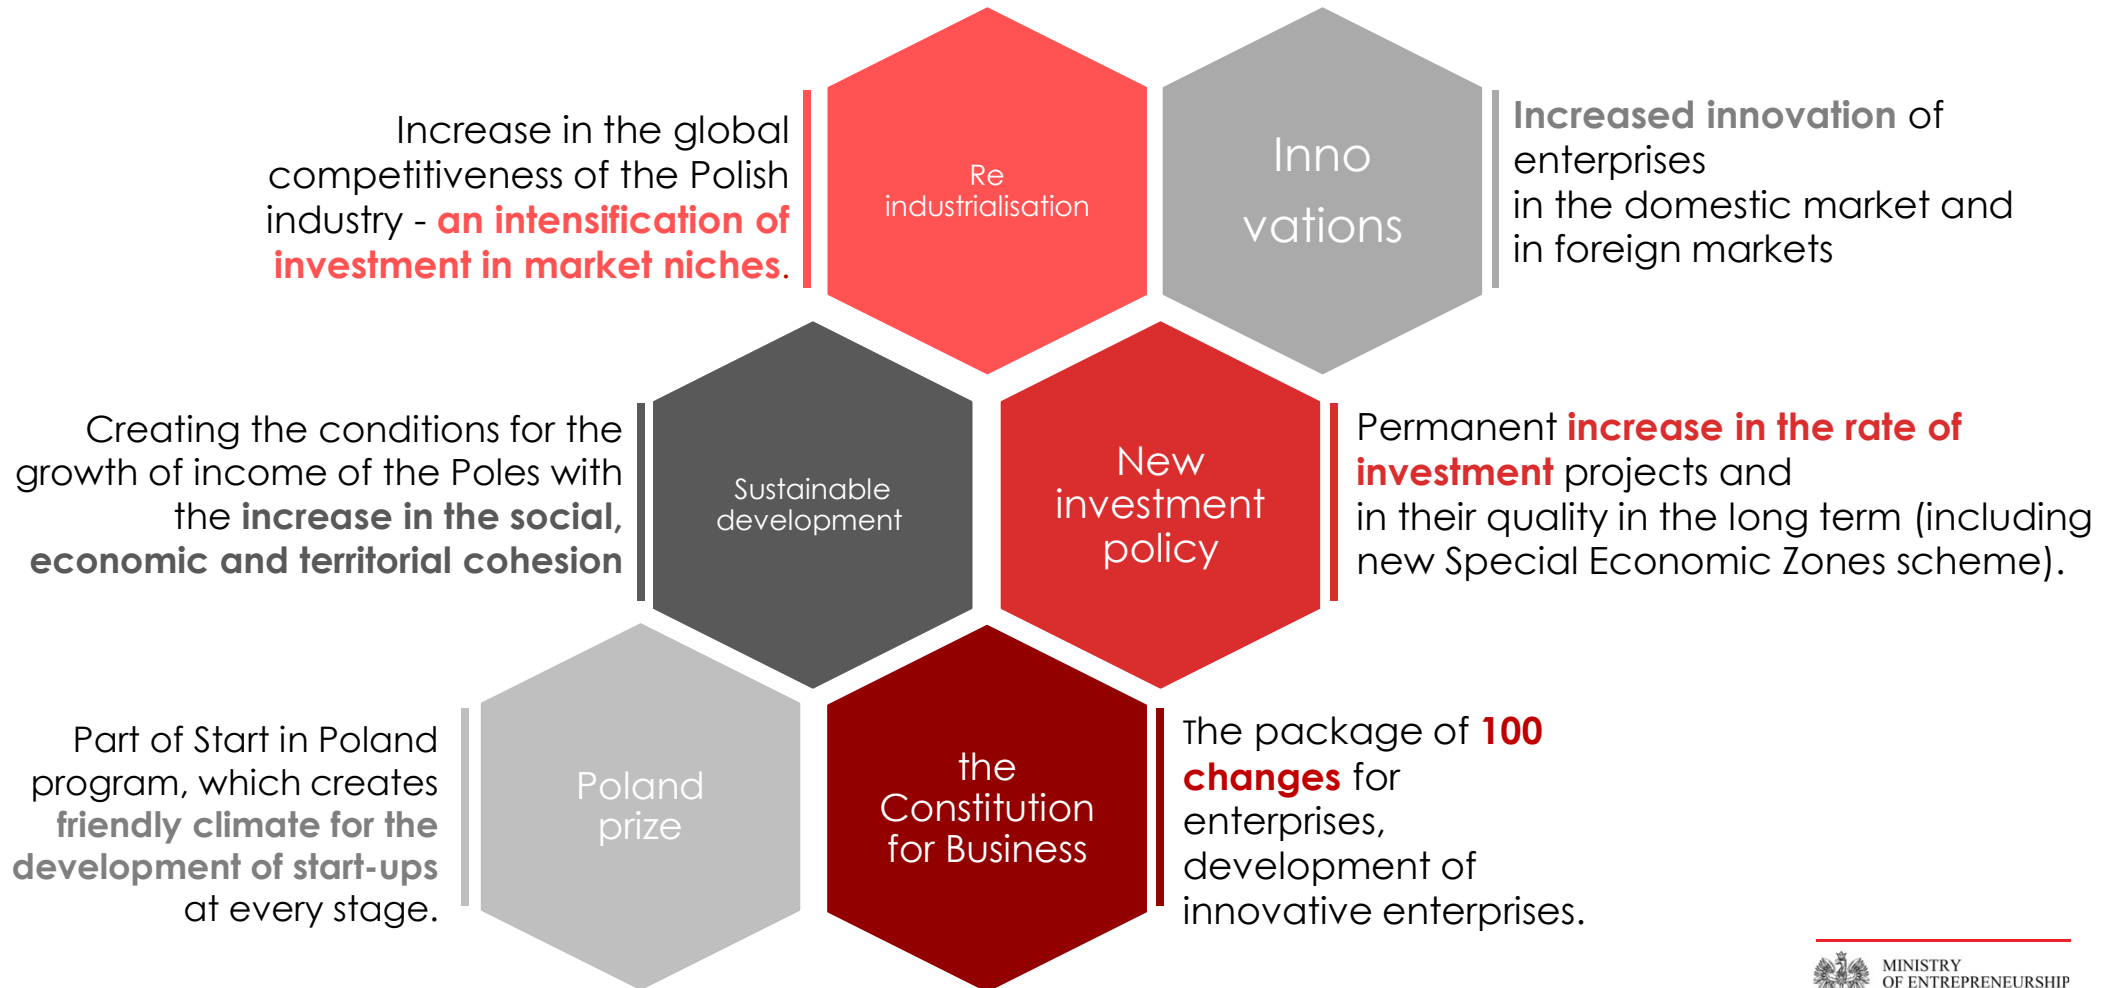 Increase in the global
competitiveness of the Polish
industry - an intensification of
investment in market niches.
Re
industrialisation
Inno
vations
Increased innovation of
enterprises
in the domestic market and
in foreign markets
Creating the conditions for the
growth of income of the Poles with
the increase in the social,
economic and territorial cohesion
Sustainable
development
New
investment
policy
Permanent increase in the rate of
investment projects and
in their quality in the long term (including
new Special Economic Zones scheme).
Part of Start in Poland
program, which creates
friendly climate for the
development of start-ups
at every stage.
Poland
prize
the
Constitution
for Business
The package of 100
changes for
enterprises,
development of
innovative enterprises.
MINISTRY
OF ENTREPRENEURSHIP